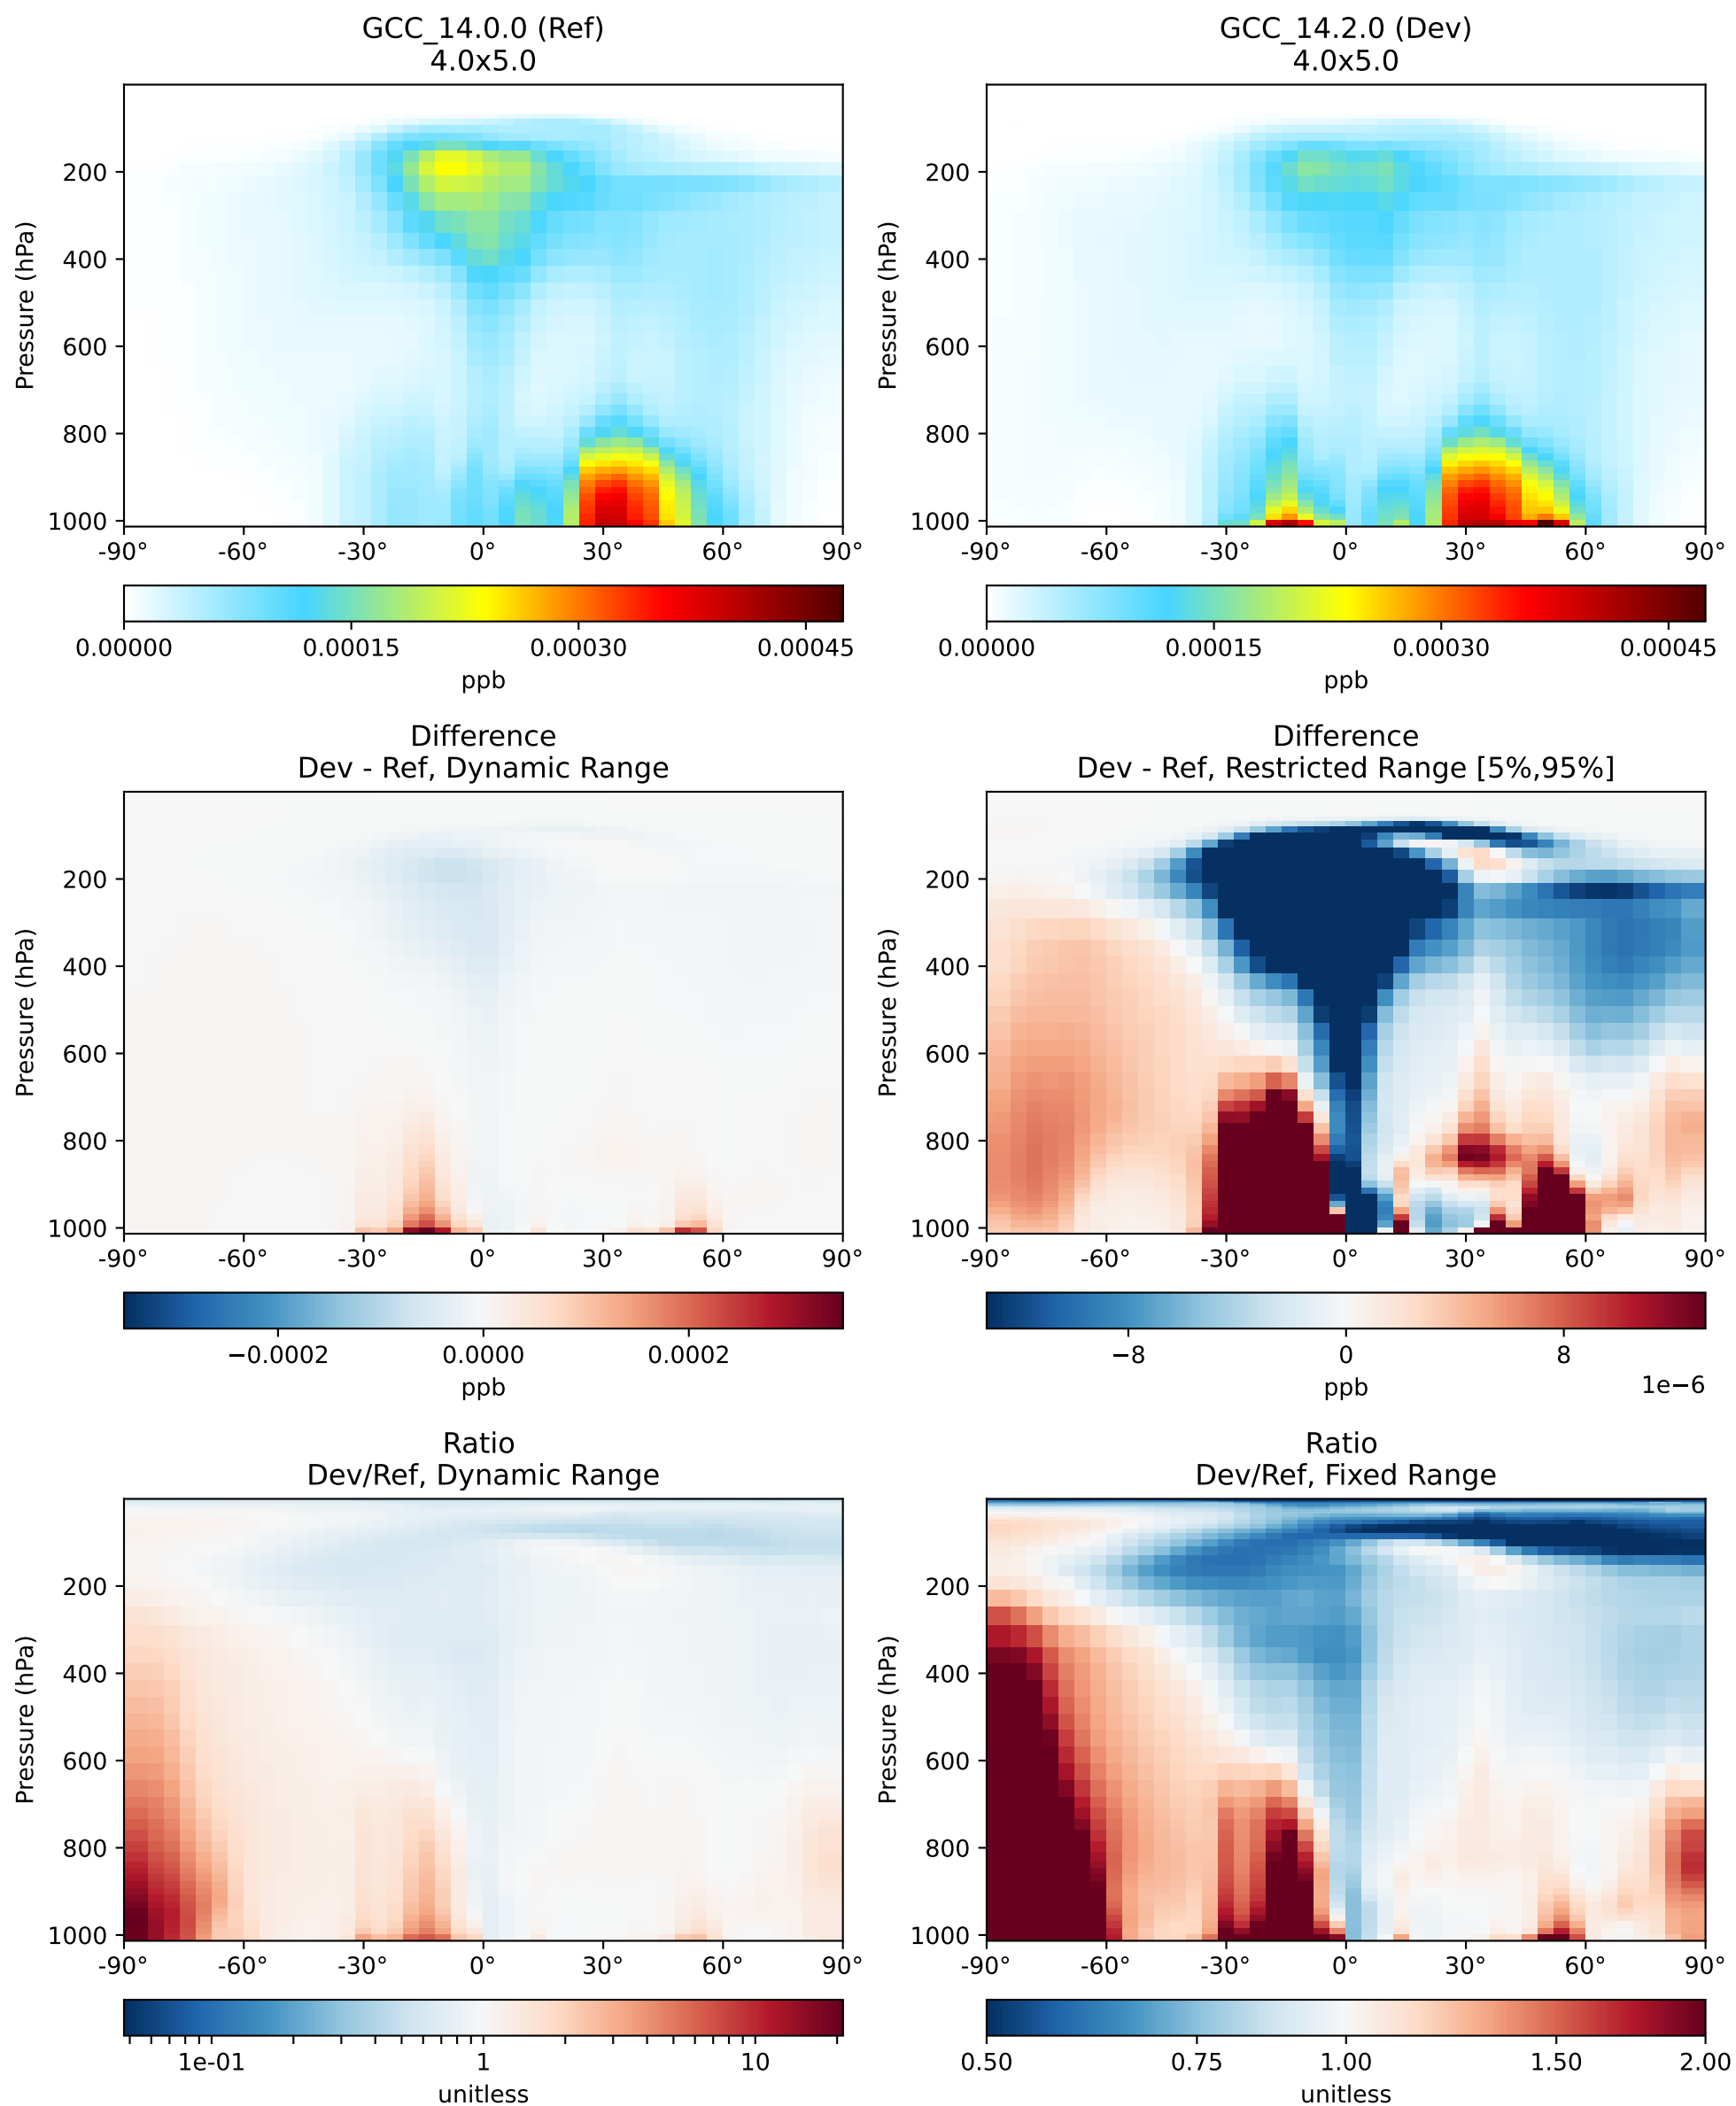 GCC_14.0.0 (Ref)
4.0x5.0
Pressure (hPa)
200
400
600
800
1000
-90° -60° -30° 0° 30° 60° 90°
0.00000 0.00015 0.00030 0.00045
ppb
GCC_14.2.0 (Dev)
4.0x5.0
Pressure (hPa)
200
400
600
800
1000
-90° -60° -30° 0° 30° 60° 90°
0.00000 0.00015 0.00030 0.00045
ppb
Difference
Dev - Ref, Dynamic Range
Pressure (hPa)
200
400
600
800
1000
-90° -60° -30° 0° 30° 60° 90°
−0.0002 0.0000 0.0002
ppb
Difference
Dev - Ref, Restricted Range [5%,95%]
Pressure (hPa)
200
400
600
800
1000
-90° -60° -30° 0° 30° 60° 90°
−8 0 8
ppb
1e−6
Ratio
Dev/Ref, Dynamic Range
Pressure (hPa)
200
400
600
800
1000
-90° -60° -30° 0° 30° 60° 90°
1e-01 1 10
unitless
Ratio
Dev/Ref, Fixed Range
Pressure (hPa)
200
400
600
800
1000
-90° -60° -30° 0° 30° 60° 90°
0.50 0.75 1.00 1.50 2.00
unitless